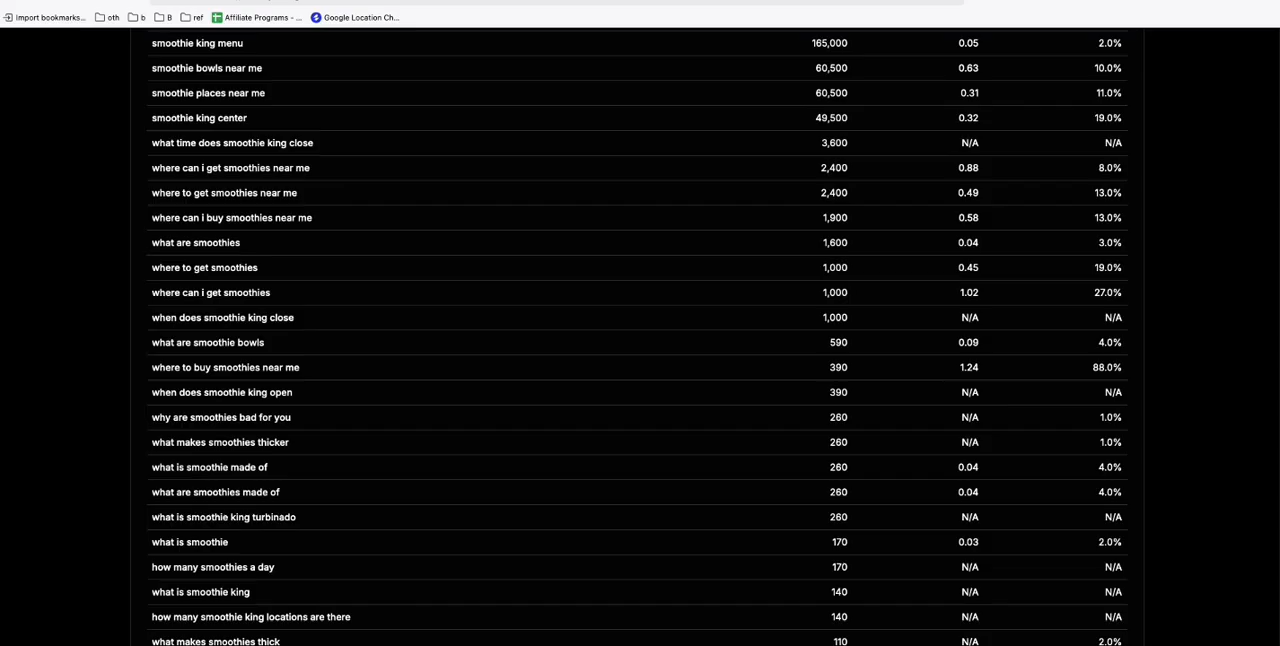 Import bookmarks... oth b B ref Affiliate Programs - ... Google Location Ch...
smoothie king menu 165,000 0.05 2.0%
smoothie bowls near me 60,500 0.63 10.0%
smoothie places near me 60,500 0.31 11.0%
smoothie king center 49,500 0.32 19.0%
what time does smoothie king close 3,600 N/A N/A
where can i get smoothies near me 2,400 0.88 8.0%
where to get smoothies near me 2,400 0.49 13.0%
where can i buy smoothies near me 1,900 0.58 13.0%
what are smoothies 1,600 0.04 3.0%
where to get smoothies 1,000 0.45 19.0%
where can i get smoothies 1,000 1.02 27.0%
when does smoothie king close 1,000 N/A N/A
what are smoothie bowls 590 0.09 4.0%
where to buy smoothies near me 390 1.24 88.0%
when does smoothie king open 390 N/A N/A
why are smoothies bad for you 260 N/A 1.0%
what makes smoothies thicker 260 N/A 1.0%
what is smoothie made of 260 0.04 4.0%
what are smoothies made of 260 0.04 4.0%
what is smoothie king turbinado 260 N/A N/A
what is smoothie 170 0.03 2.0%
how many smoothies a day 170 N/A N/A
what is smoothie king 140 N/A N/A
how many smoothie king locations are there 140 N/A N/A
what makes smoothies thick 110 N/A 2.0%